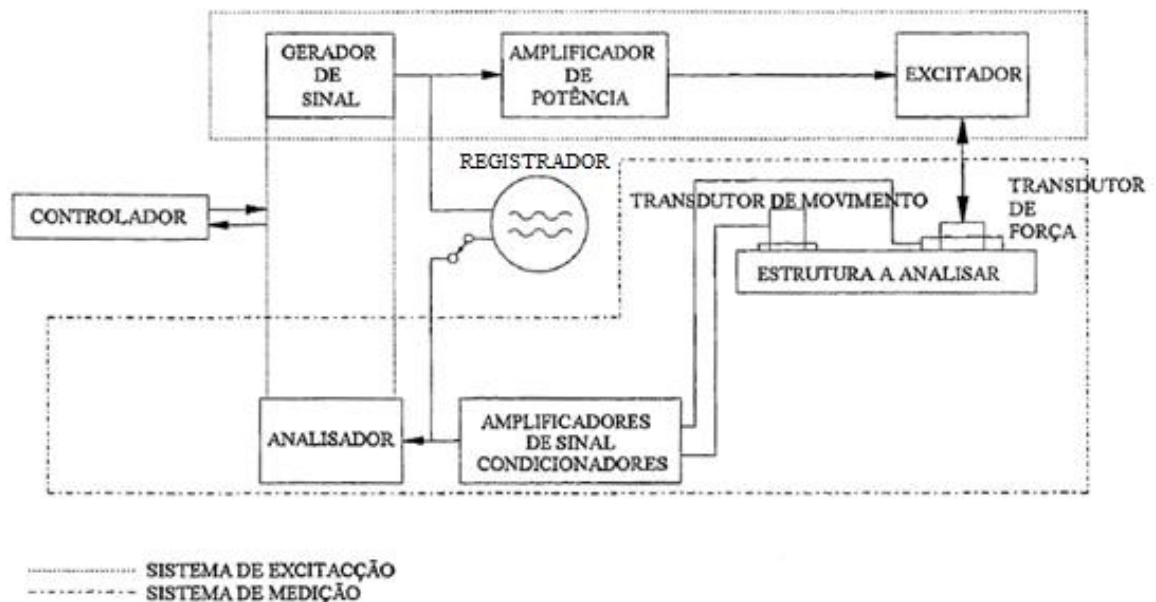 GERADOR
DE
SINAL
AMPLIFICADOR
DE
POTÊNCIA
EXCITADOR
REGISTRADOR
CONTROLADOR
TRANSDUTOR DE MOVIMENTO
TRANSDUTOR
DE
FORÇA
ESTRUTURA A ANALISAR
ANALISADOR
AMPLIFICADORES
DE SINAL
CONDICIONADORES
SISTEMA DE EXCITACÇÃO
SISTEMA DE MEDIÇÃO